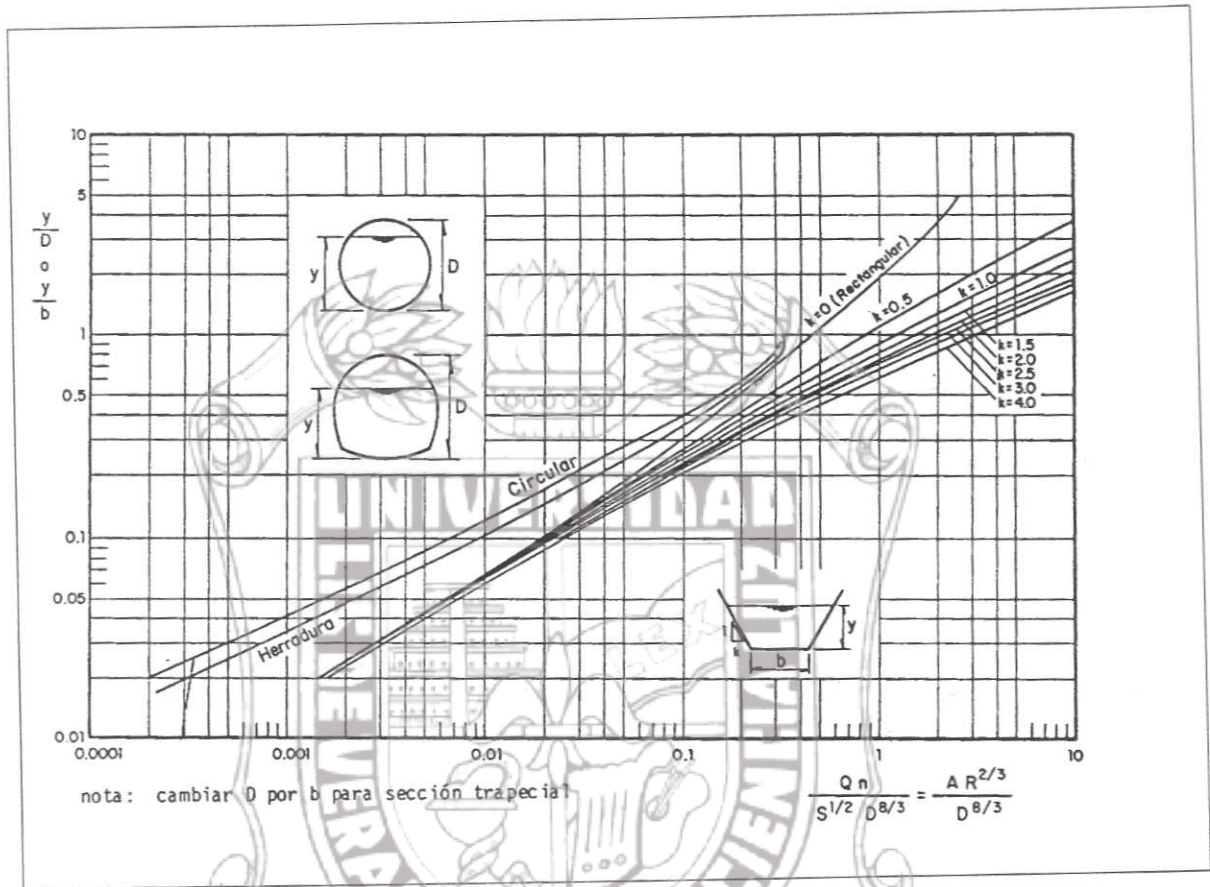 10
5
1
0.5
0.1
0.05
0.01
y
D
o
y
b
0.0001
0.001
0.01
0.1
1
10
y
D
y
D
Circular
Herradura
k=0 (Rectangular)
k=0.5
k=1.0
k=1.5
k=2.0
k=2.5
k=3.0
k=4.0
1
k
b
y
UNIVERSIDAD
ZULIVIENIV
LEX
nota: cambiar D por b para sección trapecial
Q n / S^1/2 D^8/3 = A R^2/3 / D^8/3